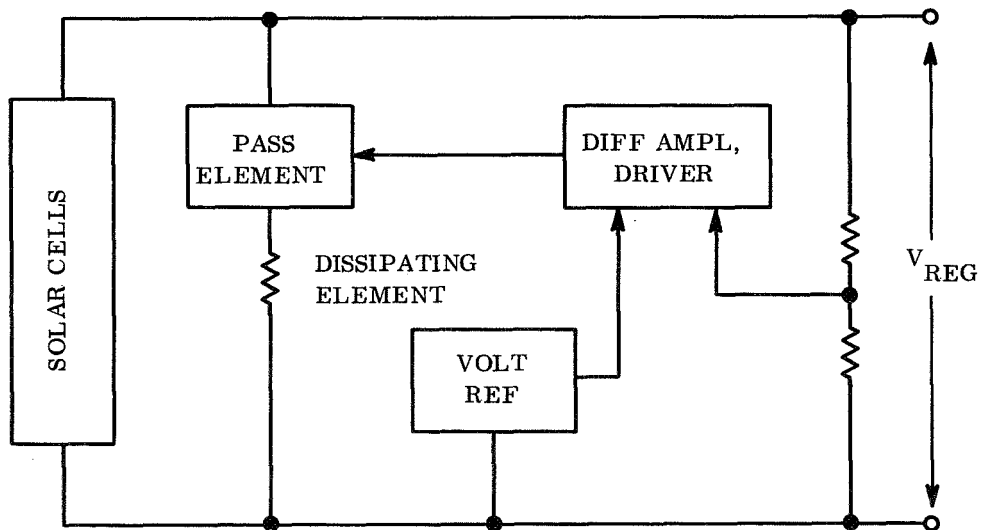 SOLAR CELLS
PASS
ELEMENT
DISSIPATING
ELEMENT
DIFF AMPL,
DRIVER
VOLT
REF
V REG